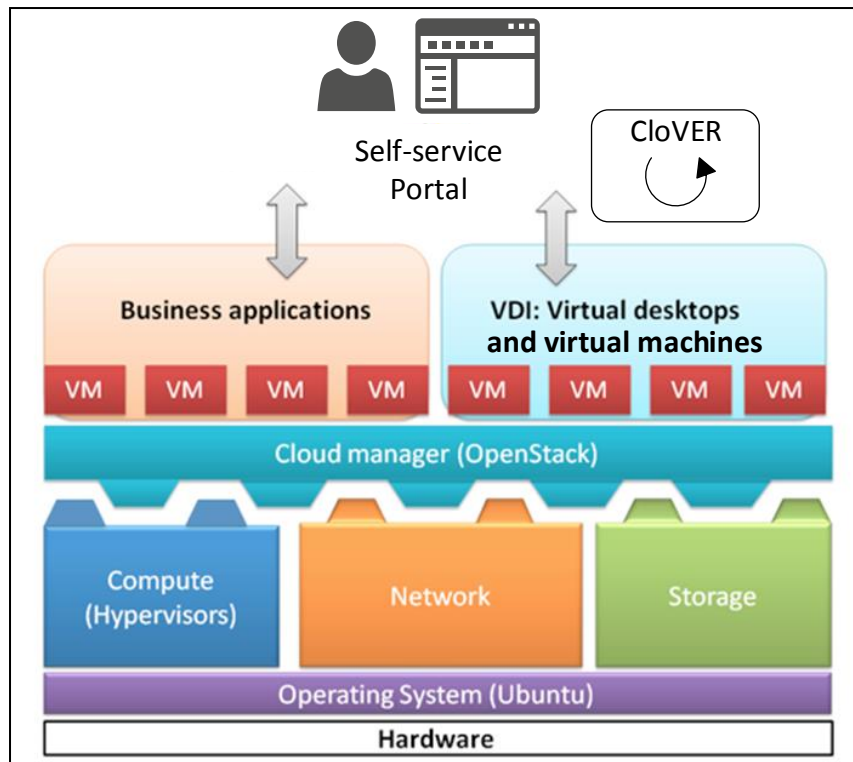 Self-service
Portal
CloVER
Business applications
VDI: Virtual desktops
and virtual machines
VM VM VM VM VM VM VM VM
Cloud manager (OpenStack)
Compute
(Hypervisors)
Network
Storage
Operating System (Ubuntu)
Hardware